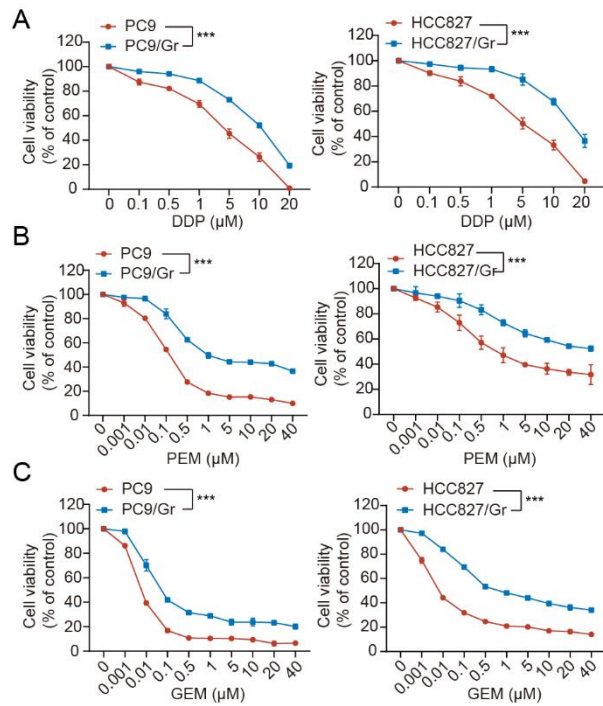 A
PC9
PC9/Gr
***
Cell viability
(% of control)
120
100
80
60
40
20
0
0 0.1 0.5 1 5 10 20
DDP (μM)
HCC827
HCC827/Gr
***
Cell viability
(% of control)
120
100
80
60
40
20
0
0 0.1 0.5 1 5 10 20
DDP (μM)
B
PC9
PC9/Gr
***
Cell viability
(% of control)
120
100
80
60
40
20
0
0 0.001 0.01 0.1 0.5 1 5 10 20 40
PEM (μM)
HCC827
HCC827/Gr
***
Cell viability
(% of control)
120
100
80
60
40
20
0
0 0.001 0.01 0.1 0.5 1 5 10 20 40
PEM (μM)
C
PC9
PC9/Gr
***
Cell viability
(% of control)
120
100
80
60
40
20
0
0 0.001 0.01 0.1 0.5 1 5 10 20 40
GEM (μM)
HCC827
HCC827/Gr
***
Cell viability
(% of control)
120
100
80
60
40
20
0
0 0.001 0.01 0.1 0.5 1 5 10 20 40
GEM (μM)